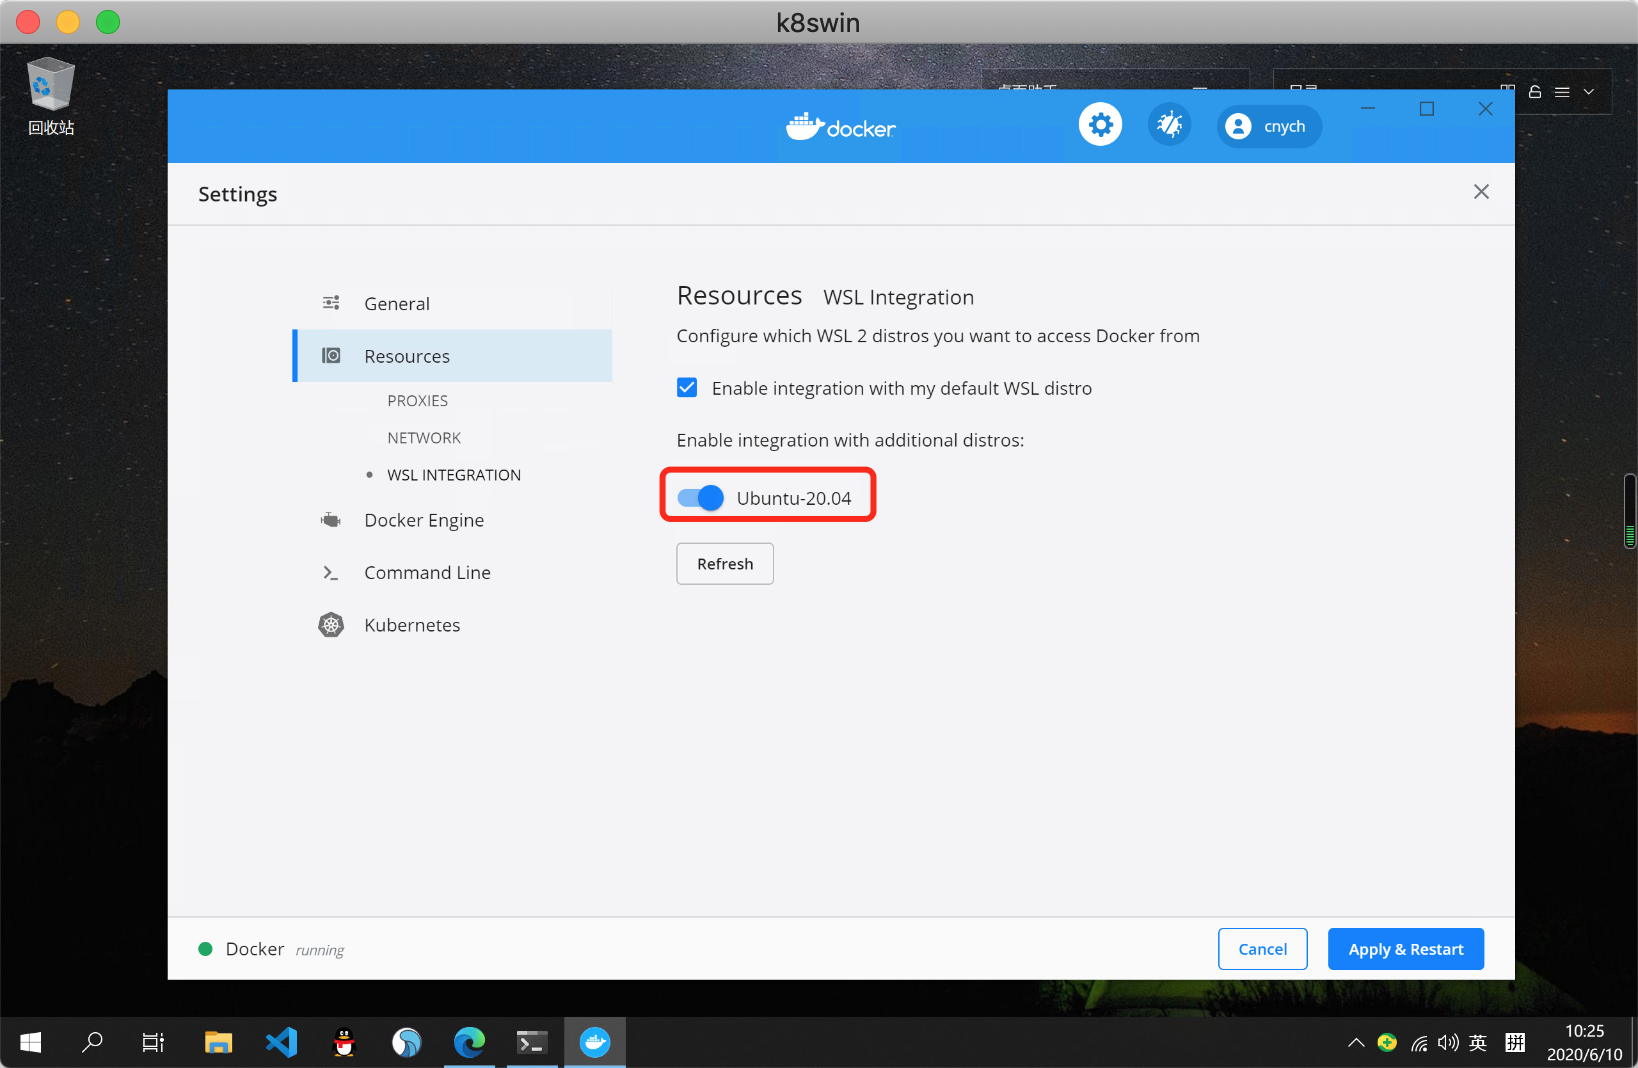 k8swin
回收站
docker
cnych
Settings
General
Resources
PROXIES
NETWORK
WSL INTEGRATION
Docker Engine
Command Line
Kubernetes
Resources WSL Integration
Configure which WSL 2 distros you want to access Docker from
Enable integration with my default WSL distro
Enable integration with additional distros:
Ubuntu-20.04
Refresh
Docker running
Cancel
Apply & Restart
英
拼
10:25
2020/6/10